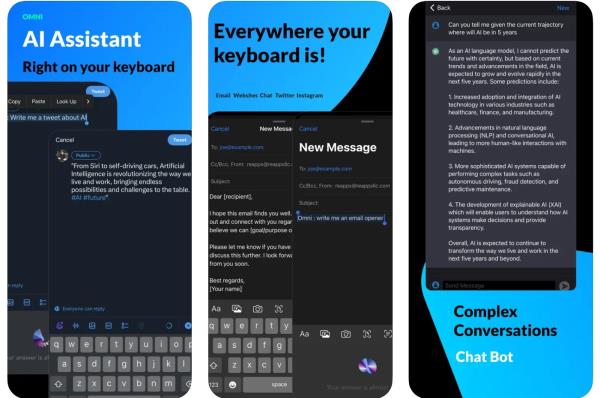 OMNI
AI Assistant
Right on your keyboard
Tweet
Copy Paste Look Up
: Write me a tweet about AI
Cancel
Tweet
Public
"From Siri to self-driving cars, Artificial
Intelligence is revolutionizing the way we
live and work, bringing endless
possibilities and challenges to the table.
#AI #future"
Everyone can reply
q w e r t y u i o p
a s d f g h j k l
z x c v b n m
ur answer is al
Everywhere your
keyboard is!
Email Websites Chat Twitter Instagram
Cancel
New Messa
To: joe@example.com
Cc/Bcc, From: reapps@reappsllc
Subject:
Dear [recipient],
I hope this email finds you well.
out and connect with you regar
believe we can [goal/purpose o
Please let me know if you have
discuss this further. I look forwa
from you soon.
Best regards,
[Your name]
Aa
q w e r t y
a s d f g
z x c v
123
space
Cancel
New Message
To: joe@example.com
Cc/Bcc, From: reapps@reappsllc.com
Subject:
Omni : write me an email opener
Aa
Your answer is almost
Back
New
Can you tell me given the current trajectory
where will AI be in 5 years
As an AI language model, I cannot predict the
future with certainty, but based on current
trends and advancements in the field, AI is
expected to grow and evolve rapidly in the
next five years. Some predictions include:
1. Increased adoption and integration of AI
technology in various industries such as
healthcare, finance, and manufacturing.
2. Advancements in natural language
processing (NLP) and conversational AI,
leading to more human-like interactions with
machines.
3. More sophisticated AI systems capable of
performing complex tasks such as
autonomous driving, fraud detection, and
predictive maintenance.
4. The development of explainable AI (XAI)
which will enable users to understand how AI
systems make decisions and provide
transparency.
Overall, AI is expected to continue to
transform the way we live and work in the
next five years and beyond.
Send Message
Complex
Conversations
Chat Bot